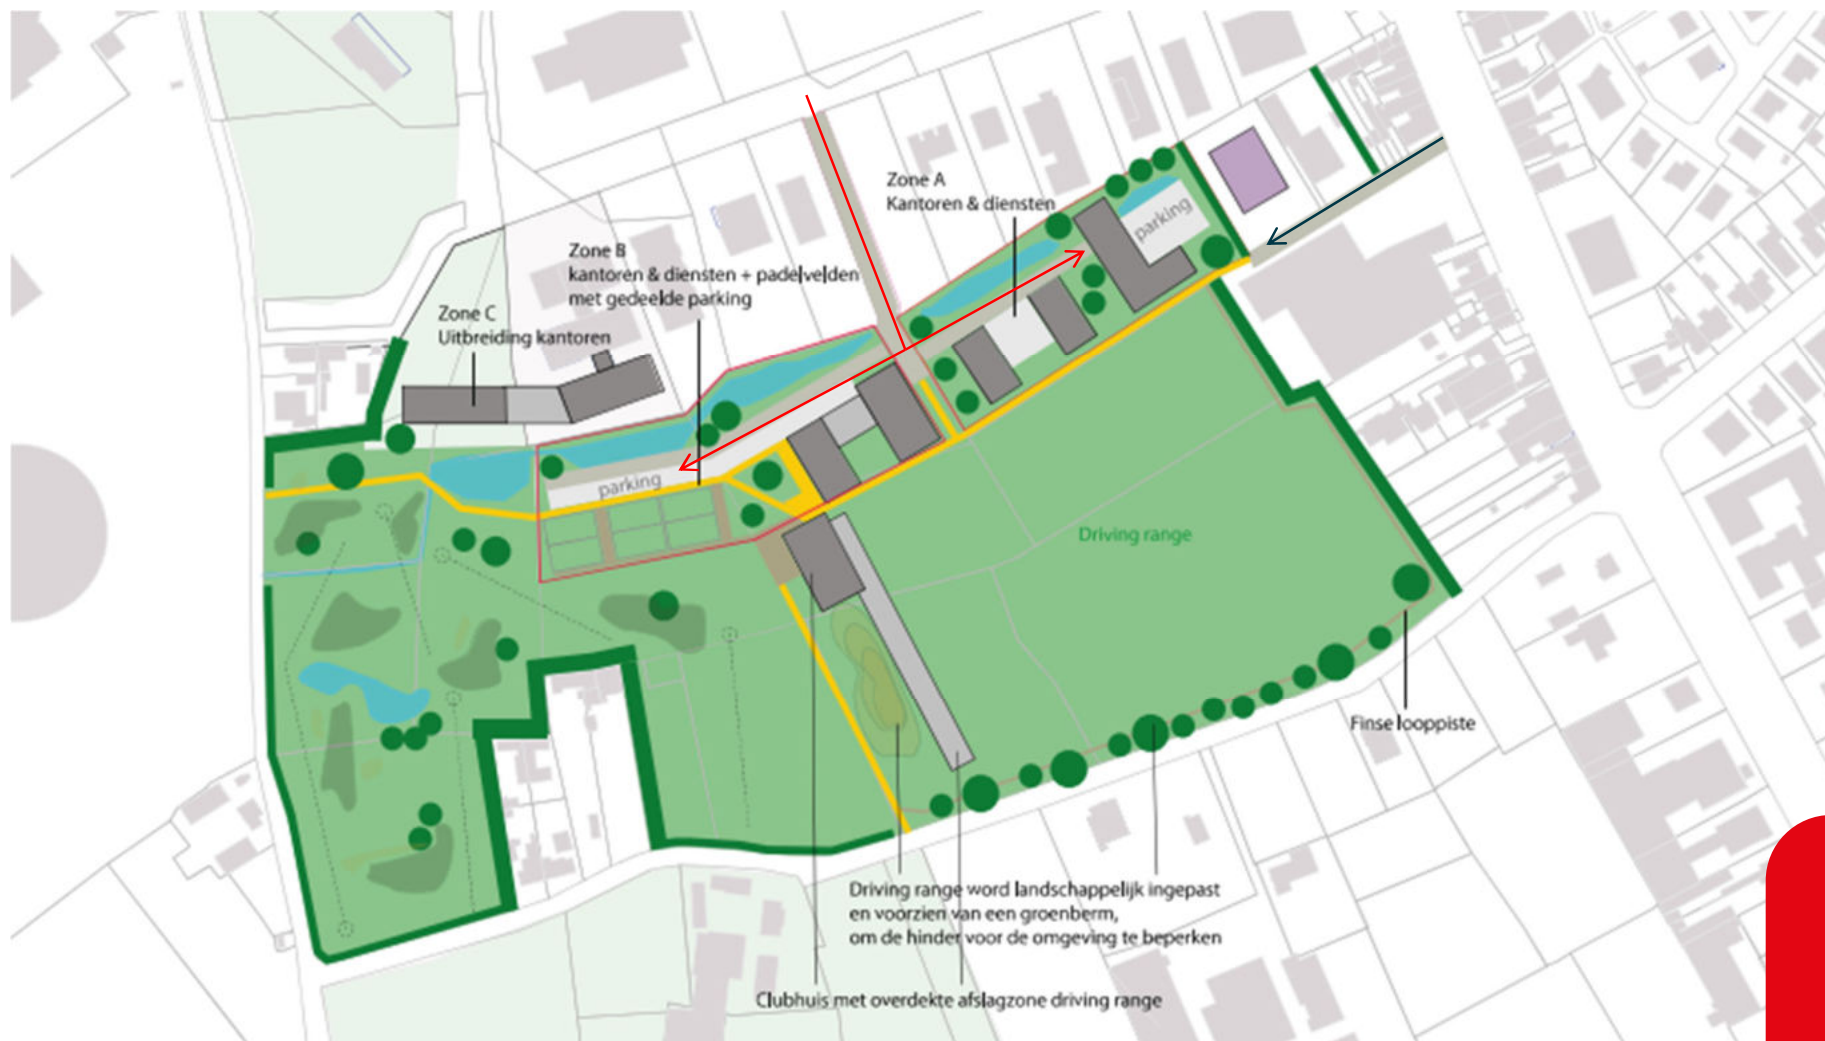 Zone A
Kantoren & diensten
parking
Zone B
kantoren & diensten + padelvelden
met gedeelde parking
Zone C
Uitbreiding kantoren
parking
Driving range
Finse looppiste
Driving range word landschappelijk ingepast
en voorzien van een groenberm,
om de hinder voor de omgeving te beperken
Clubhuis met overdekte afslagzone driving range